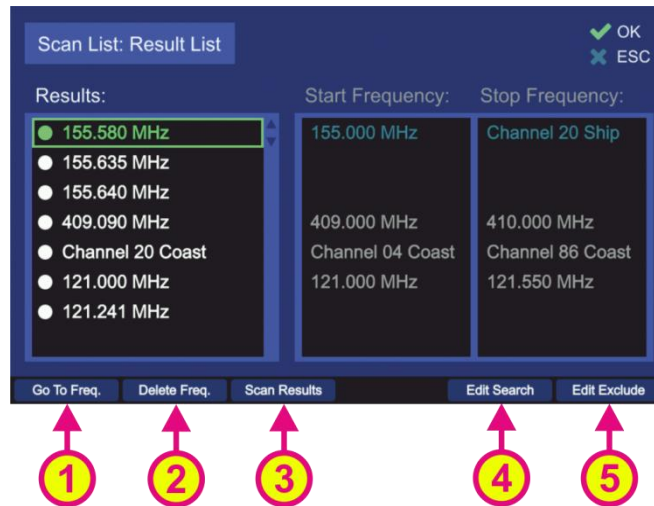 Scan List: Result List
OK
ESC
Results:
Start Frequency:
Stop Frequency:
155.580 MHz
155.000 MHz
Channel 20 Ship
155.635 MHz
155.640 MHz
409.090 MHz
409.000 MHz
410.000 MHz
Channel 20 Coast
Channel 04 Coast
Channel 86 Coast
121.000 MHz
121.000 MHz
121.550 MHz
121.241 MHz
Go To Freq.
Delete Freq.
Scan Results
Edit Search
Edit Exclude
1
2
3
4
5